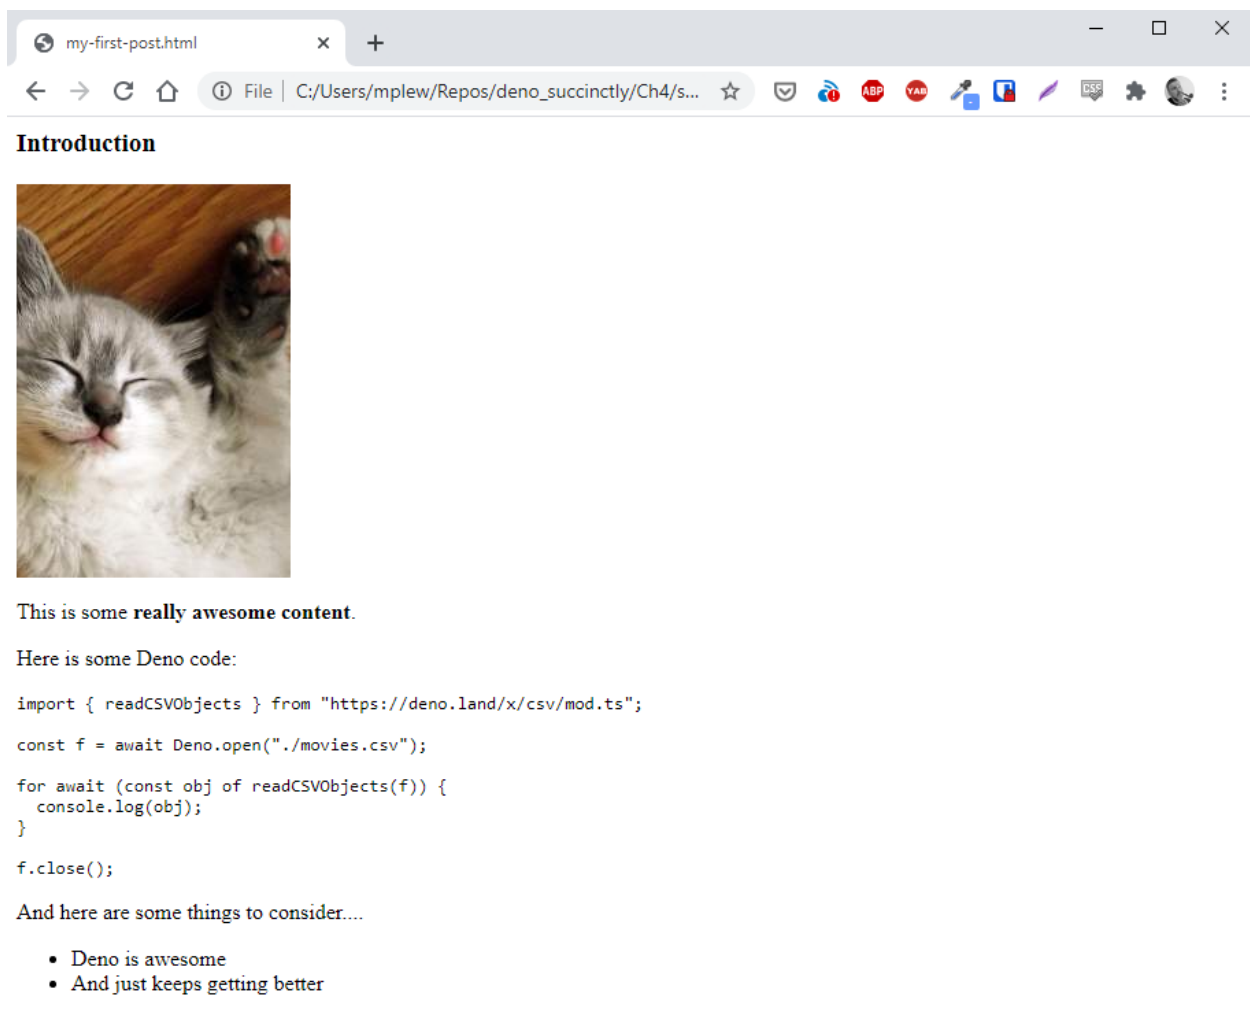 my-first-post.html
File C:/Users/mplew/Repos/deno_succinctly/Ch4/s...
ABP
YAB
CSS
Introduction
This is some really awesome content.
Here is some Deno code:
import { readCSVObjects } from "https://deno.land/x/csv/mod.ts";
const f = await Deno.open("./movies.csv");
for await (const obj of readCSVObjects(f)) {
  console.log(obj);
}
f.close();
And here are some things to consider....
• Deno is awesome
• And just keeps getting better